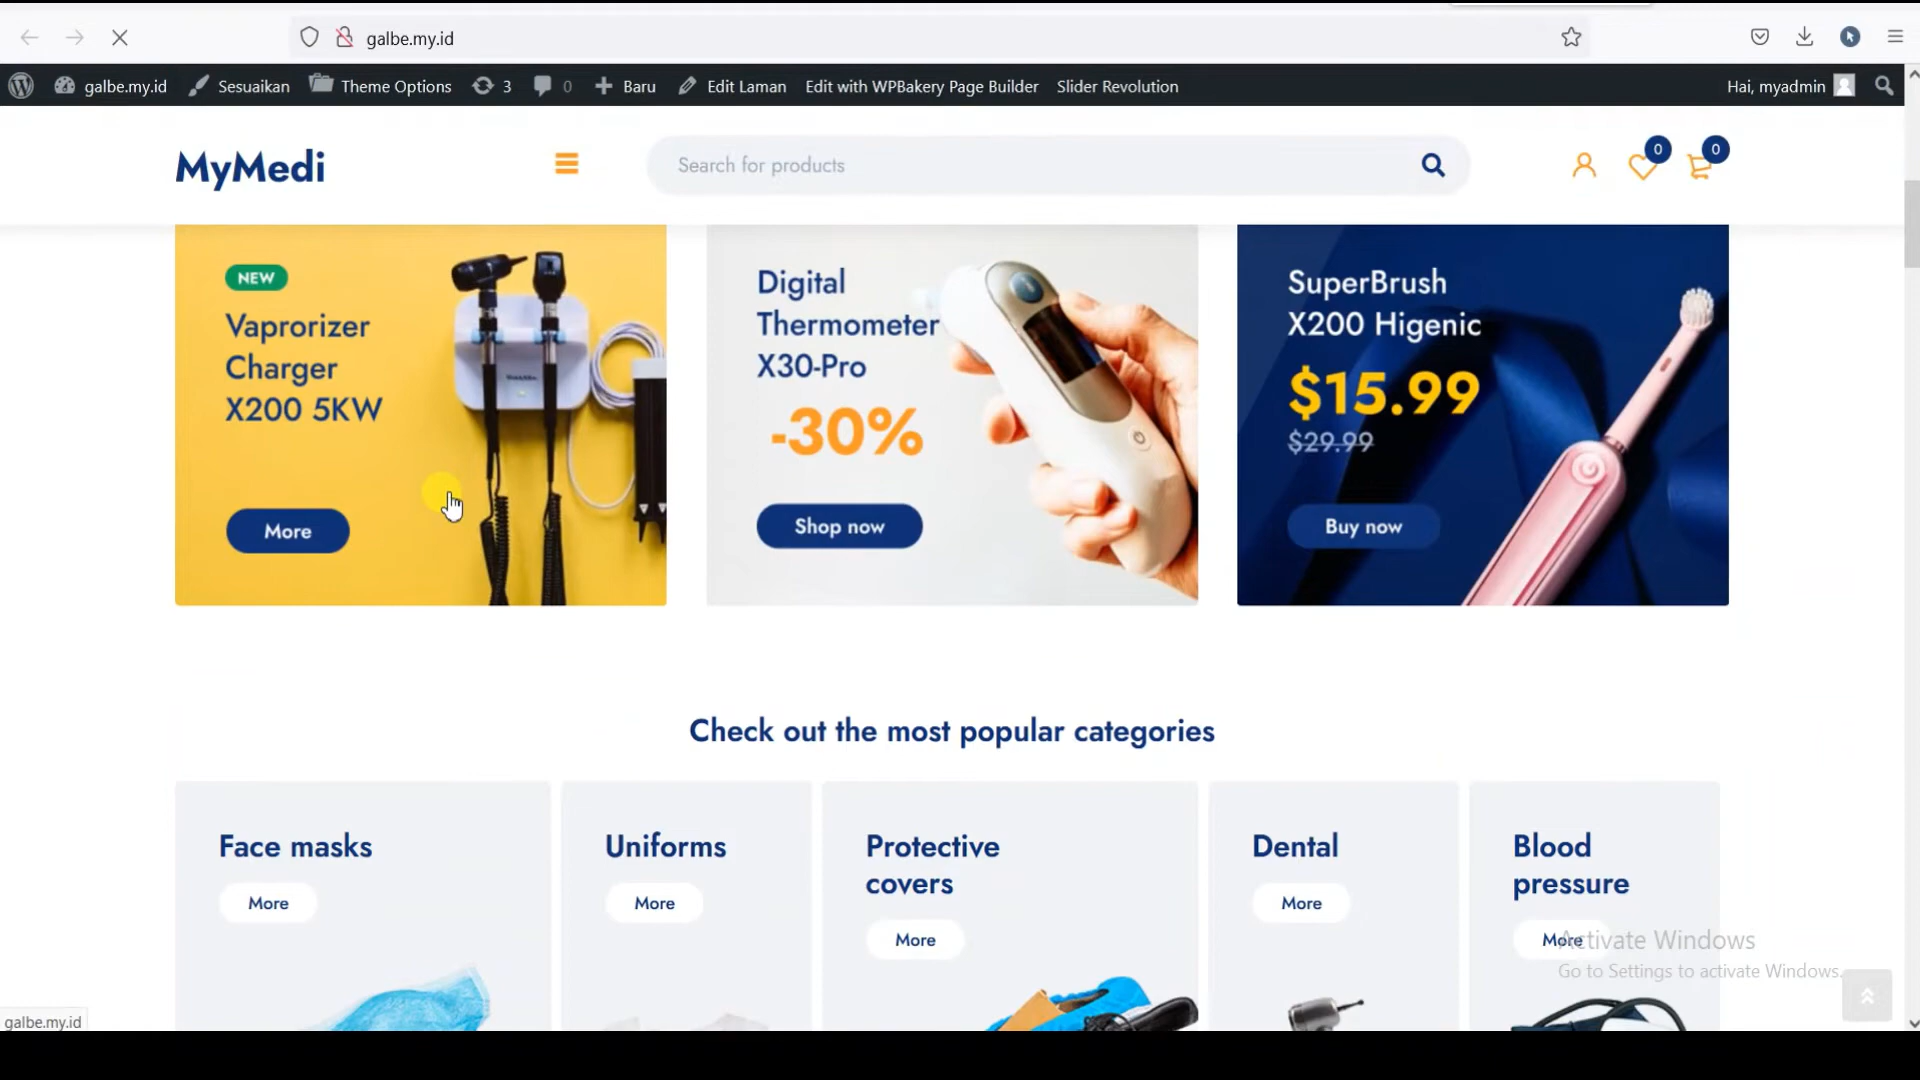 galbe.my.id
galbe.my.id Sesuaikan Theme Options 3 0 Baru Edit Laman Edit with WPBakery Page Builder Slider Revolution Hai, myadmin
MyMedi Search for products 0 0
NEW
Vaprorizer
Charger
X200 5KW
More
Digital
Thermometer
X30-Pro
-30%
Shop now
SuperBrush
X200 Higenic
$15.99
$29.99
Buy now
Check out the most popular categories
Face masks
More
Uniforms
More
Protective
covers
More
Dental
More
Blood
pressure
More
Activate Windows
Go to Settings to activate Windows.
galbe.my.id